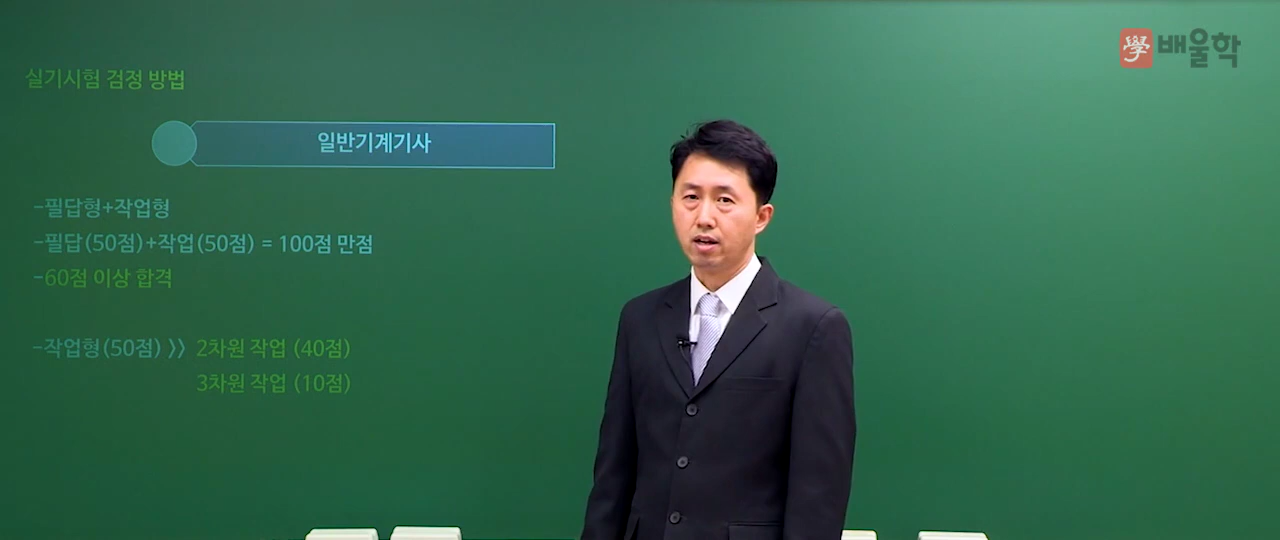 學 배울학
실기시험 검정 방법
일반기계기사
-필답형+작업형
-필답(50점)+작업(50점) = 100점 만점
-60점 이상 합격
-작업형(50점) 》 2차원 작업 (40점)
3차원 작업 (10점)